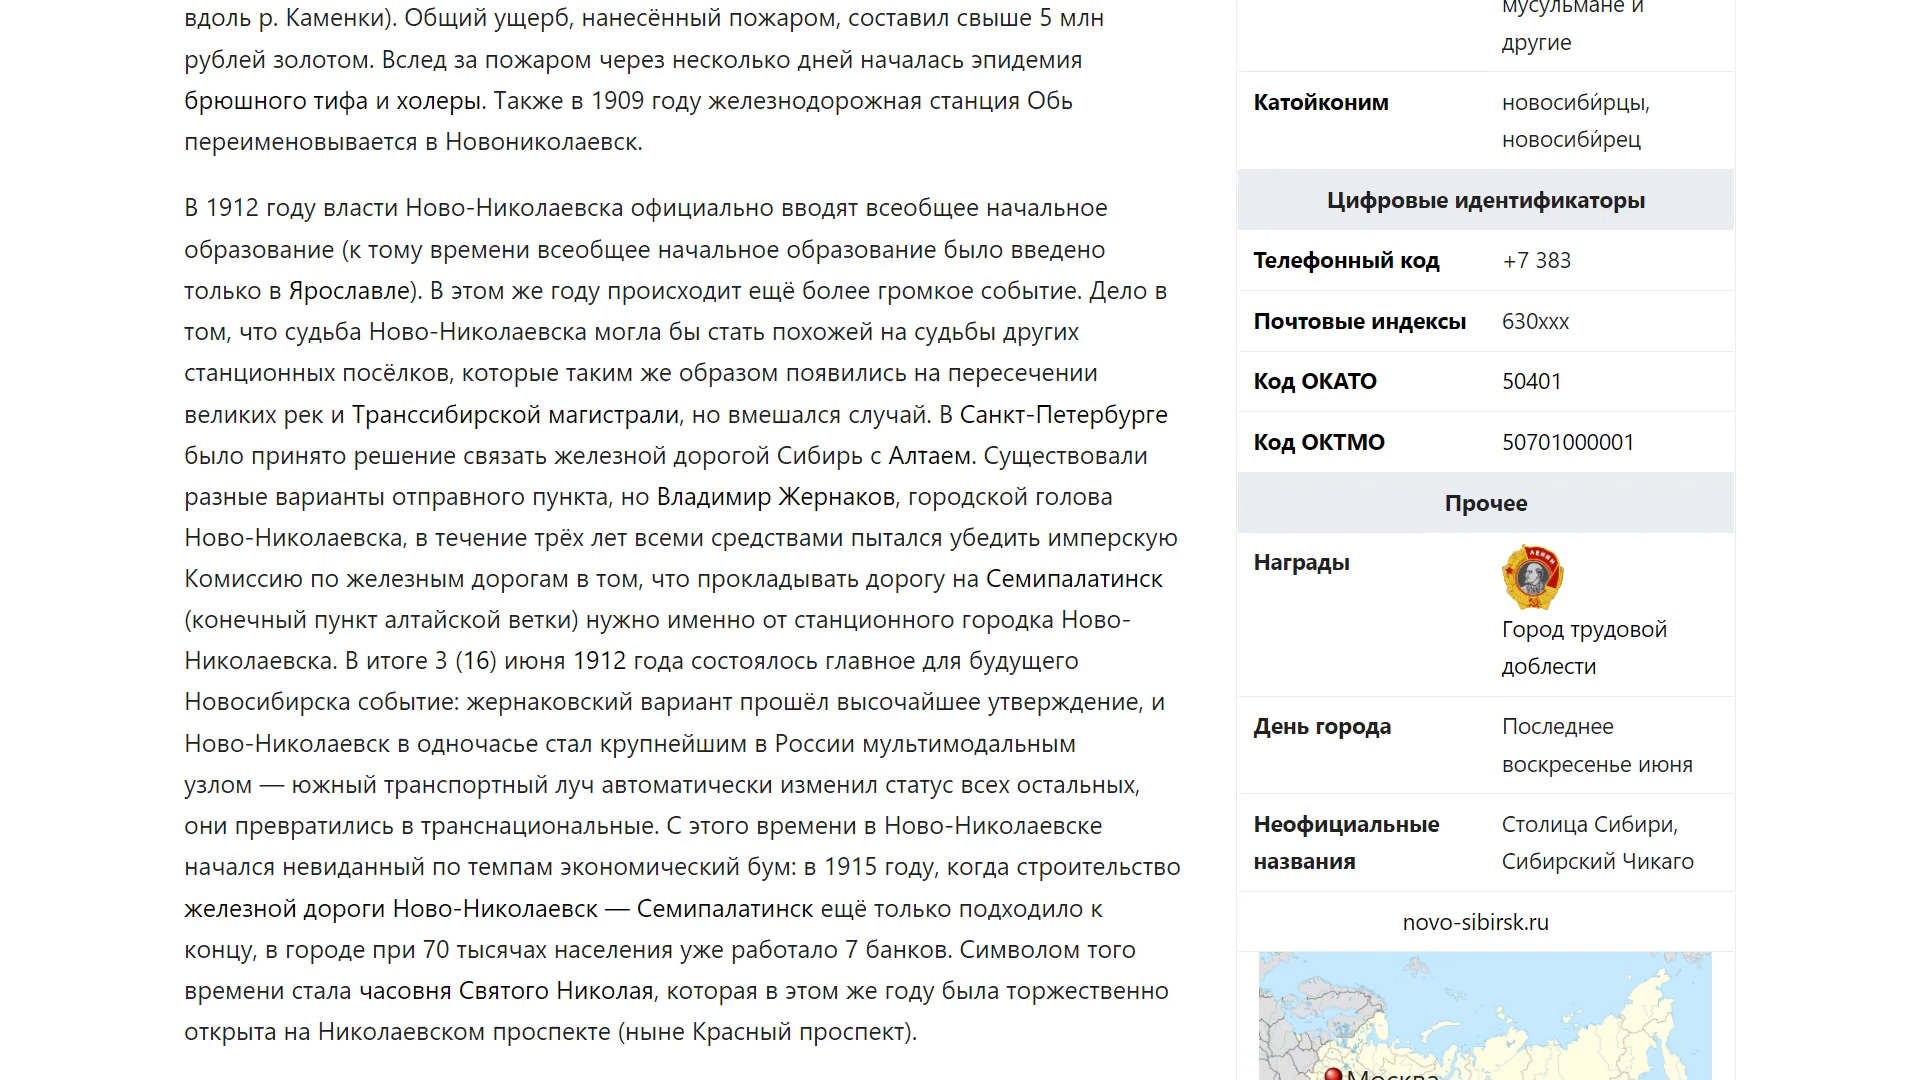 вдоль р. Каменки). Общий ущерб, нанесённый пожаром, составил свыше 5 млн
рублей золотом. Вслед за пожаром через несколько дней началась эпидемия
брюшного тифа и холеры. Также в 1909 году железнодорожная станция Обь
переименовывается в Новониколаевск.
В 1912 году власти Ново-Николаевска официально вводят всеобщее начальное
образование (к тому времени всеобщее начальное образование было введено
только в Ярославле). В этом же году происходит ещё более громкое событие. Дело в
том, что судьба Ново-Николаевска могла бы стать похожей на судьбы других
станционных посёлков, которые таким же образом появились на пересечении
великих рек и Транссибирской магистрали, но вмешался случай. В Санкт-Петербурге
было принято решение связать железной дорогой Сибирь с Алтаем. Существовали
разные варианты отправного пункта, но Владимир Жернаков, городской голова
Ново-Николаевска, в течение трёх лет всеми средствами пытался убедить имперскую
Комиссию по железным дорогам в том, что прокладывать дорогу на Семипалатинск
(конечный пункт алтайской ветки) нужно именно от станционного городка Ново-
Николаевска. В итоге 3 (16) июня 1912 года состоялось главное для будущего
Новосибирска событие: жернаковский вариант прошёл высочайшее утверждение, и
Ново-Николаевск в одночасье стал крупнейшим в России мультимодальным
узлом — южный транспортный луч автоматически изменил статус всех остальных,
они превратились в транснациональные. С этого времени в Ново-Николаевске
начался невиданный по темпам экономический бум: в 1915 году, когда строительство
железной дороги Ново-Николаевск — Семипалатинск ещё только подходило к
концу, в городе при 70 тысячах населения уже работало 7 банков. Символом того
времени стала часовня Святого Николая, которая в этом же году была торжественно
открыта на Николаевском проспекте (ныне Красный проспект).
мусульмане и
другие
Катойконим
новосиби́рцы,
новосиби́рец
Цифровые идентификаторы
Телефонный код
+7 383
Почтовые индексы
630xxx
Код ОКАТО
50401
Код ОКТМО
50701000001
Прочее
Награды
Город трудовой
доблести
День города
Последнее
воскресенье июня
Неофициальные
названия
Столица Сибири,
Сибирский Чикаго
novo-sibirsk.ru
Москва